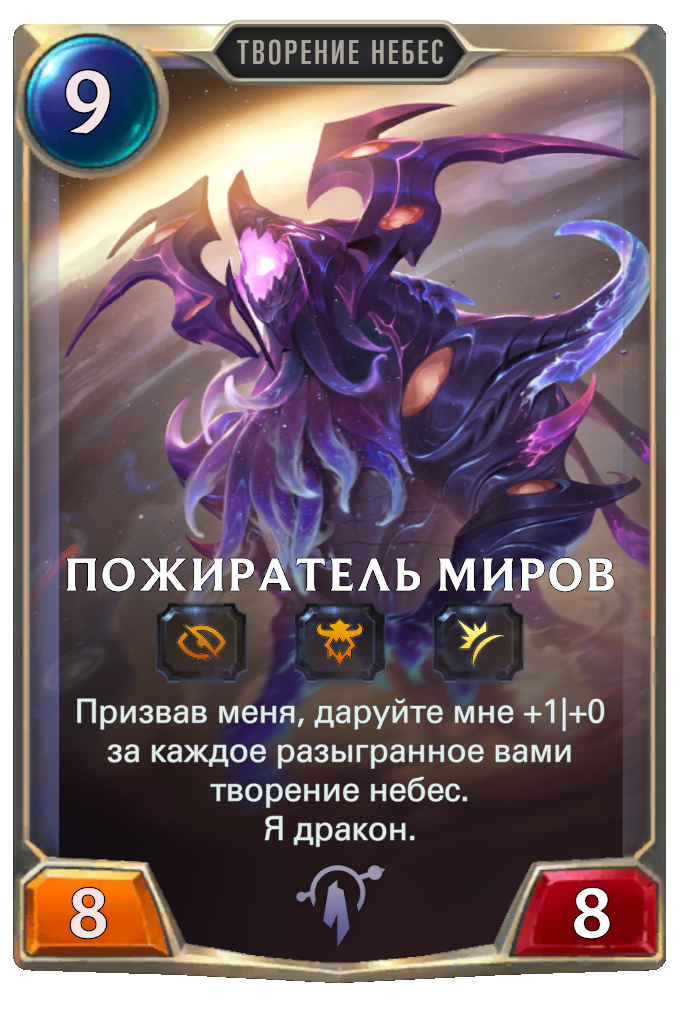 ТВОРЕНИЕ НЕБЕС
9
ПОЖИРАТЕЛЬ МИРОВ
Призвав меня, даруйте мне +1|+0
за каждое разыгранное вами
творение небес.
Я дракон.
8
8